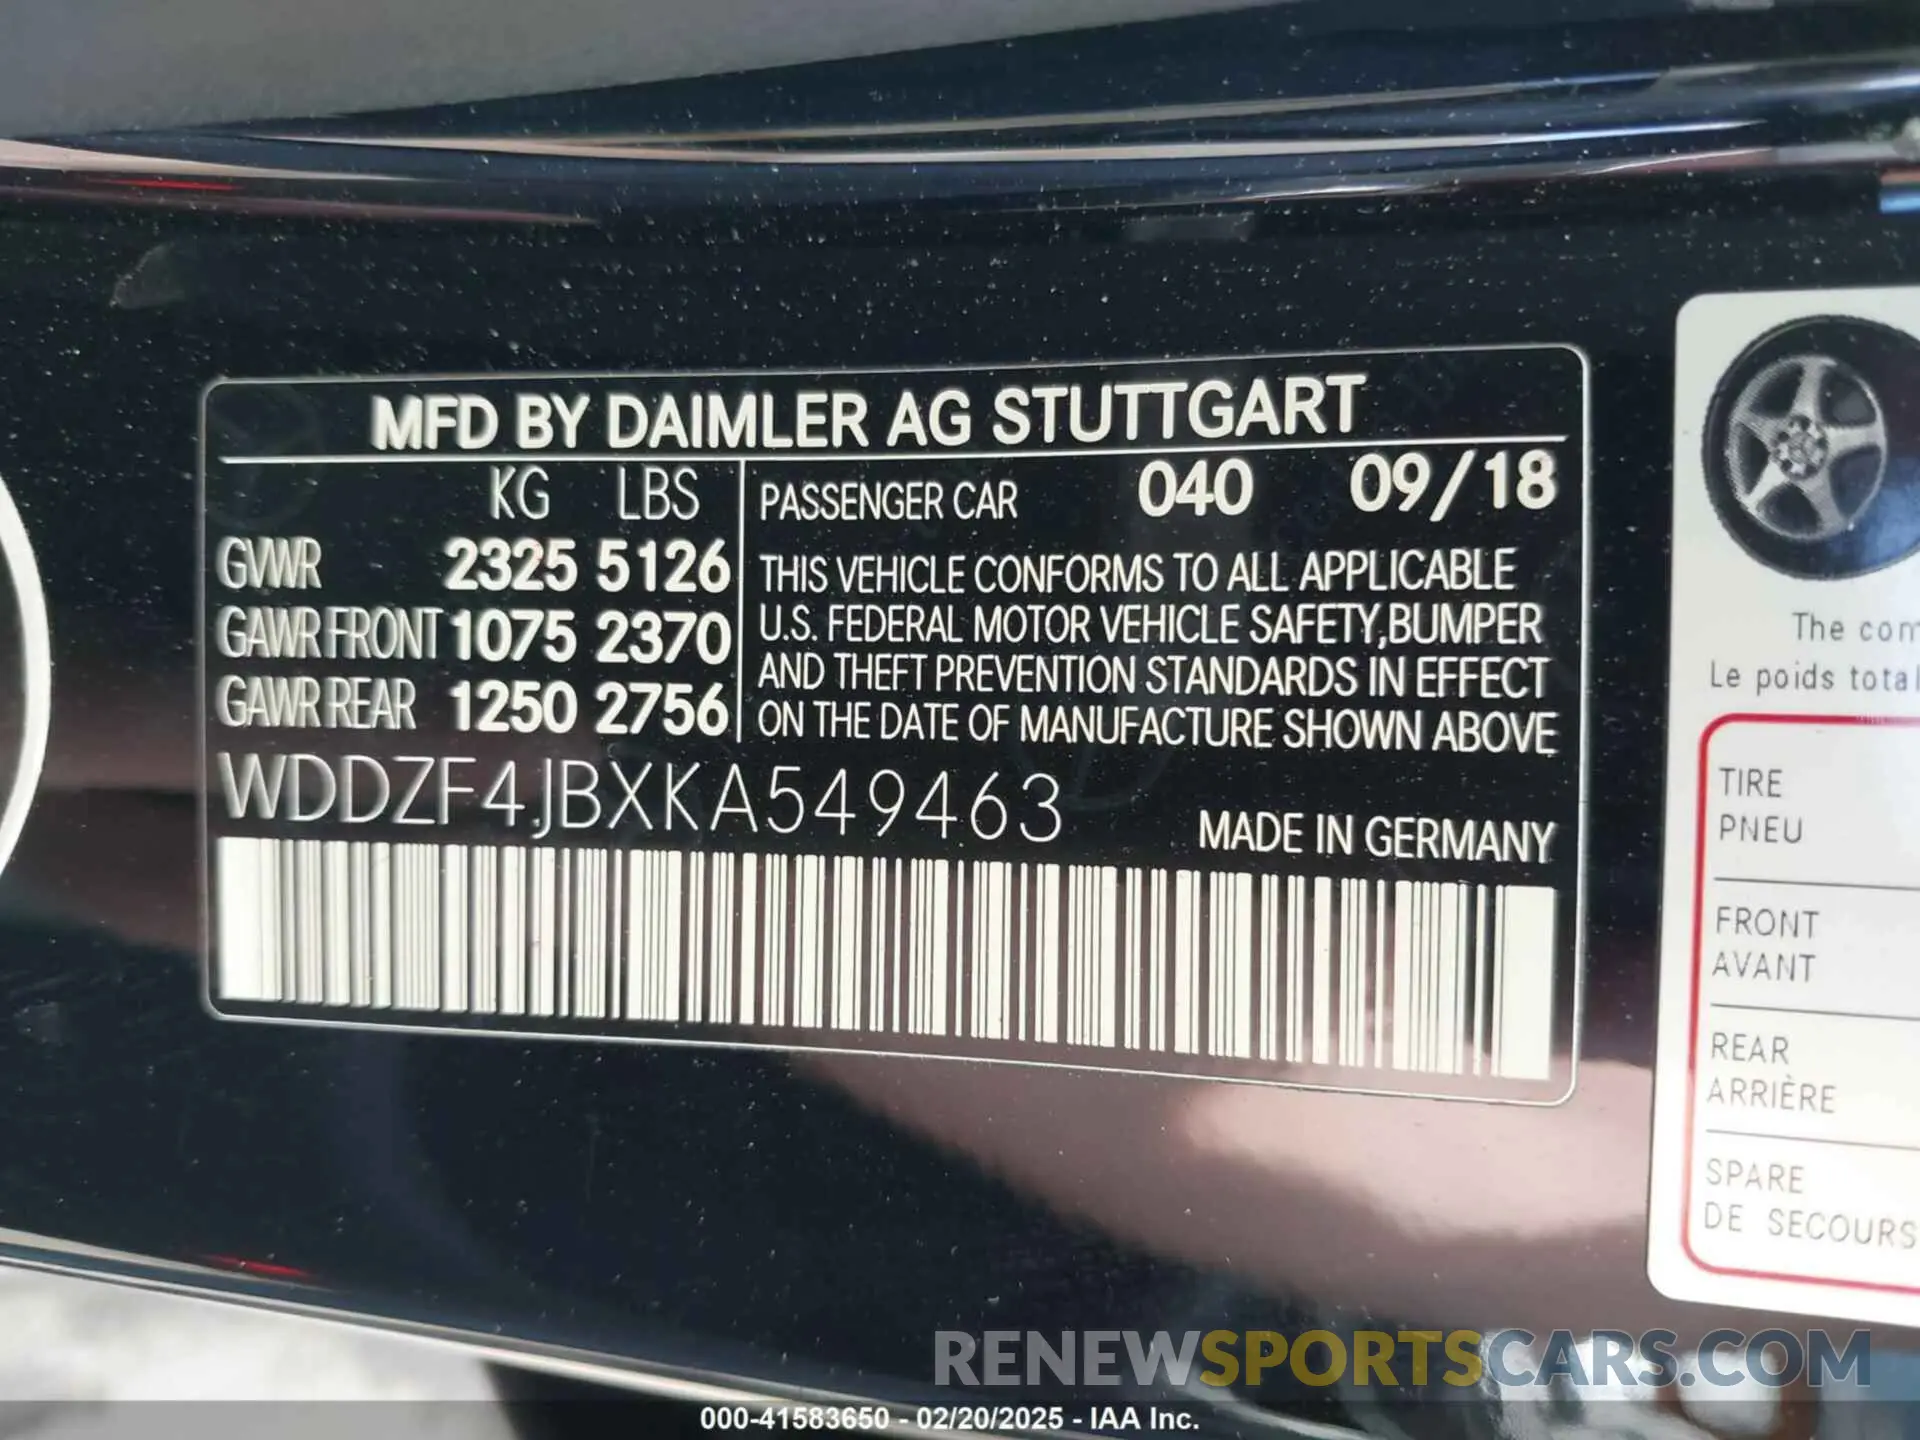 MFD BY DAIMLER AG STUTTGART
KG LBS
GVWR 2325 5126
GAWR FRONT 1075 2370
GAWR REAR 1250 2756
PASSENGER CAR 040 09/18
THIS VEHICLE CONFORMS TO ALL APPLICABLE
U.S. FEDERAL MOTOR VEHICLE SAFETY,BUMPER
AND THEFT PREVENTION STANDARDS IN EFFECT
ON THE DATE OF MANUFACTURE SHOWN ABOVE
WDDZF4JBXKA549463
MADE IN GERMANY
The com
Le poids total
TIRE
PNEU
FRONT
AVANT
REAR
ARRIÈRE
SPARE
DE SECOURS
RENEWSPORTSCARS.COM
000-41583650 - 02/20/2025 - IAA Inc.